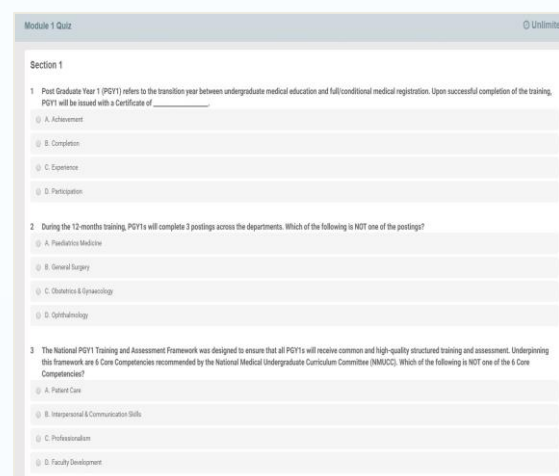 Module 1 Quiz
Unlimite
Section 1
1 Post Graduate Year 1 (PGY1) refers to the transition year between undergraduate medical education and full/conditional medical registration. Upon successful completion of the training,
PGY1 will be issued with a Certificate of ______________.
A. Achievement
B. Completion
C. Experience
D. Participation
2 During the 12-months training, PGY1s will complete 3 postings across the departments. Which of the following is NOT one of the postings?
A. Paediatrics Medicine
B. General Surgery
C. Obstetrics & Gynaecology
D. Ophthalmology
3 The National PGY1 Training and Assessment Framework was designed to ensure that all PGY1s will receive common and high-quality structured training and assessment. Underpinning
this framework are 6 Core Competencies recommended by the National Medical Undergraduate Curriculum Committee (NMUCC). Which of the following is NOT one of the 6 Core
Competencies?
A. Patient Care
B. Interpersonal & Communication Skills
C. Professionalism
D. Faculty Development